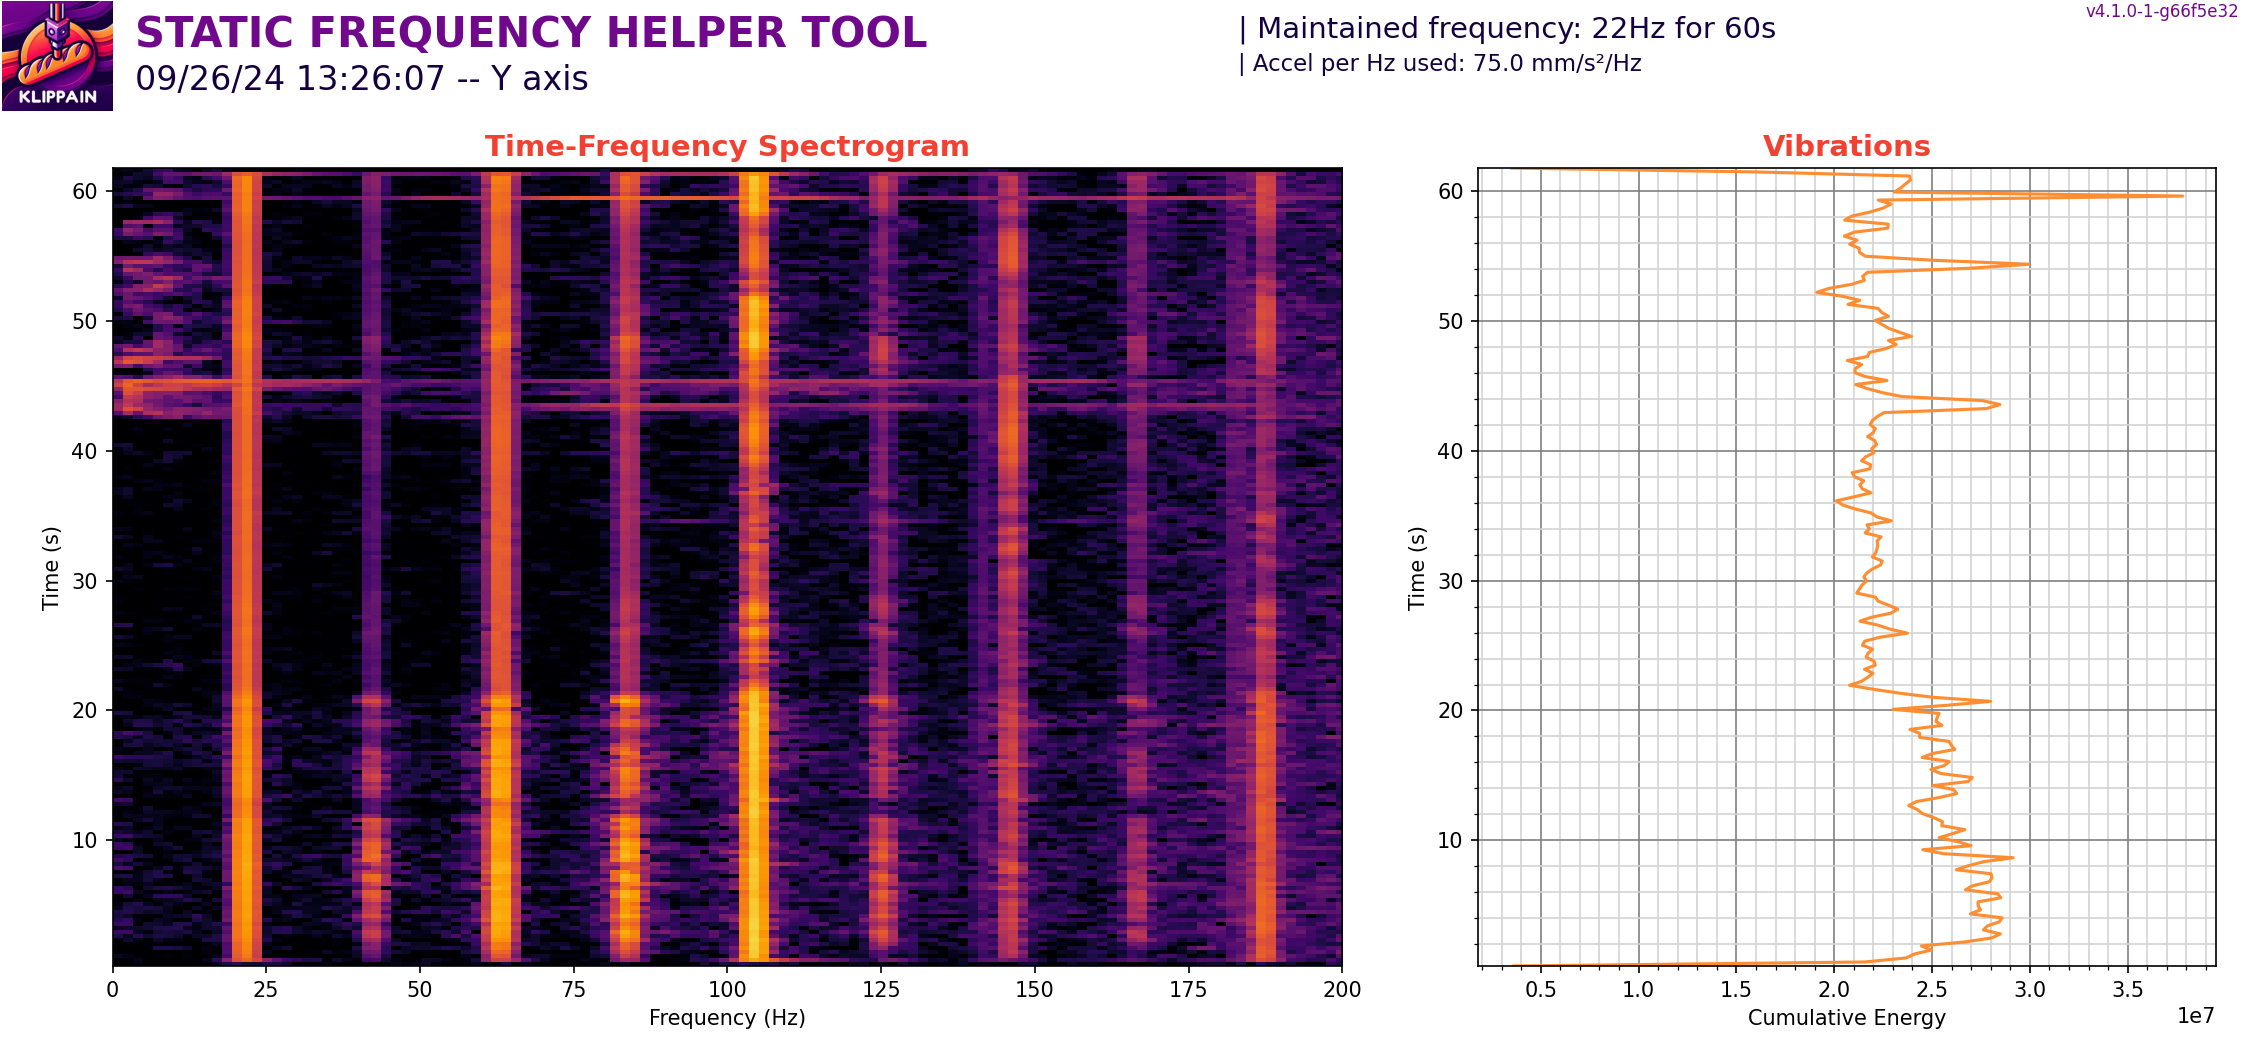 STATIC FREQUENCY HELPER TOOL
09/26/24 13:26:07 -- Y axis
| Maintained frequency: 22Hz for 60s
| Accel per Hz used: 75.0 mm/s²/Hz
v4.1.0-1-g66f5e32
KLIPPAIN
Time-Frequency Spectrogram
60
50
40
30
20
10
Time (s)
0 25 50 75 100 125 150 175 200
Frequency (Hz)
Vibrations
60
50
40
30
20
10
Time (s)
0.5 1.0 1.5 2.0 2.5 3.0 3.5
1e7
Cumulative Energy